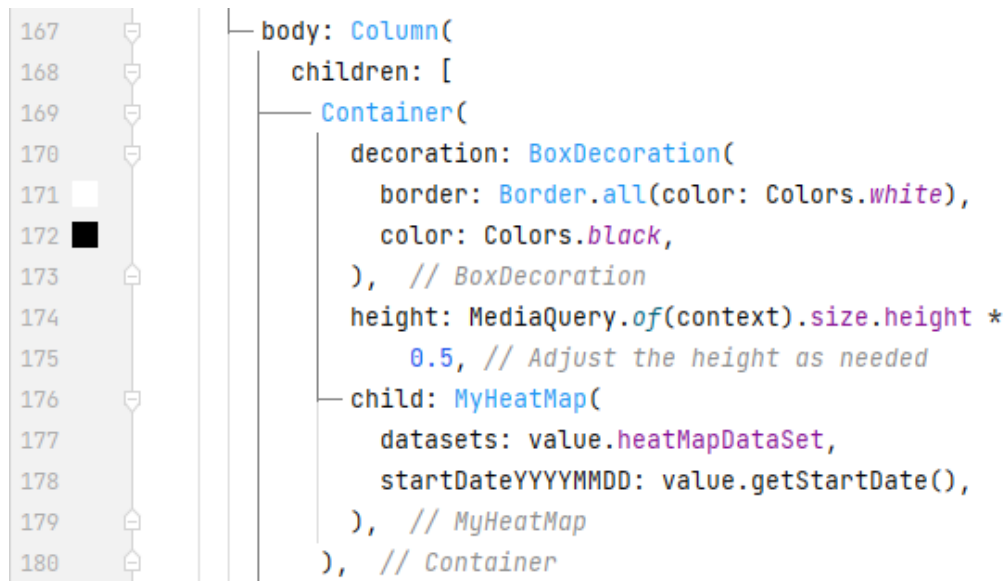 167 body: Column(
168 children: [
169 Container(
170 decoration: BoxDecoration(
171 border: Border.all(color: Colors.white),
172 color: Colors.black,
173 ), // BoxDecoration
174 height: MediaQuery.of(context).size.height *
175 0.5, // Adjust the height as needed
176 child: MyHeatMap(
177 datasets: value.heatMapDataSet,
178 startDateYYYYMMDD: value.getStartDate(),
179 ), // MyHeatMap
180 ), // Container